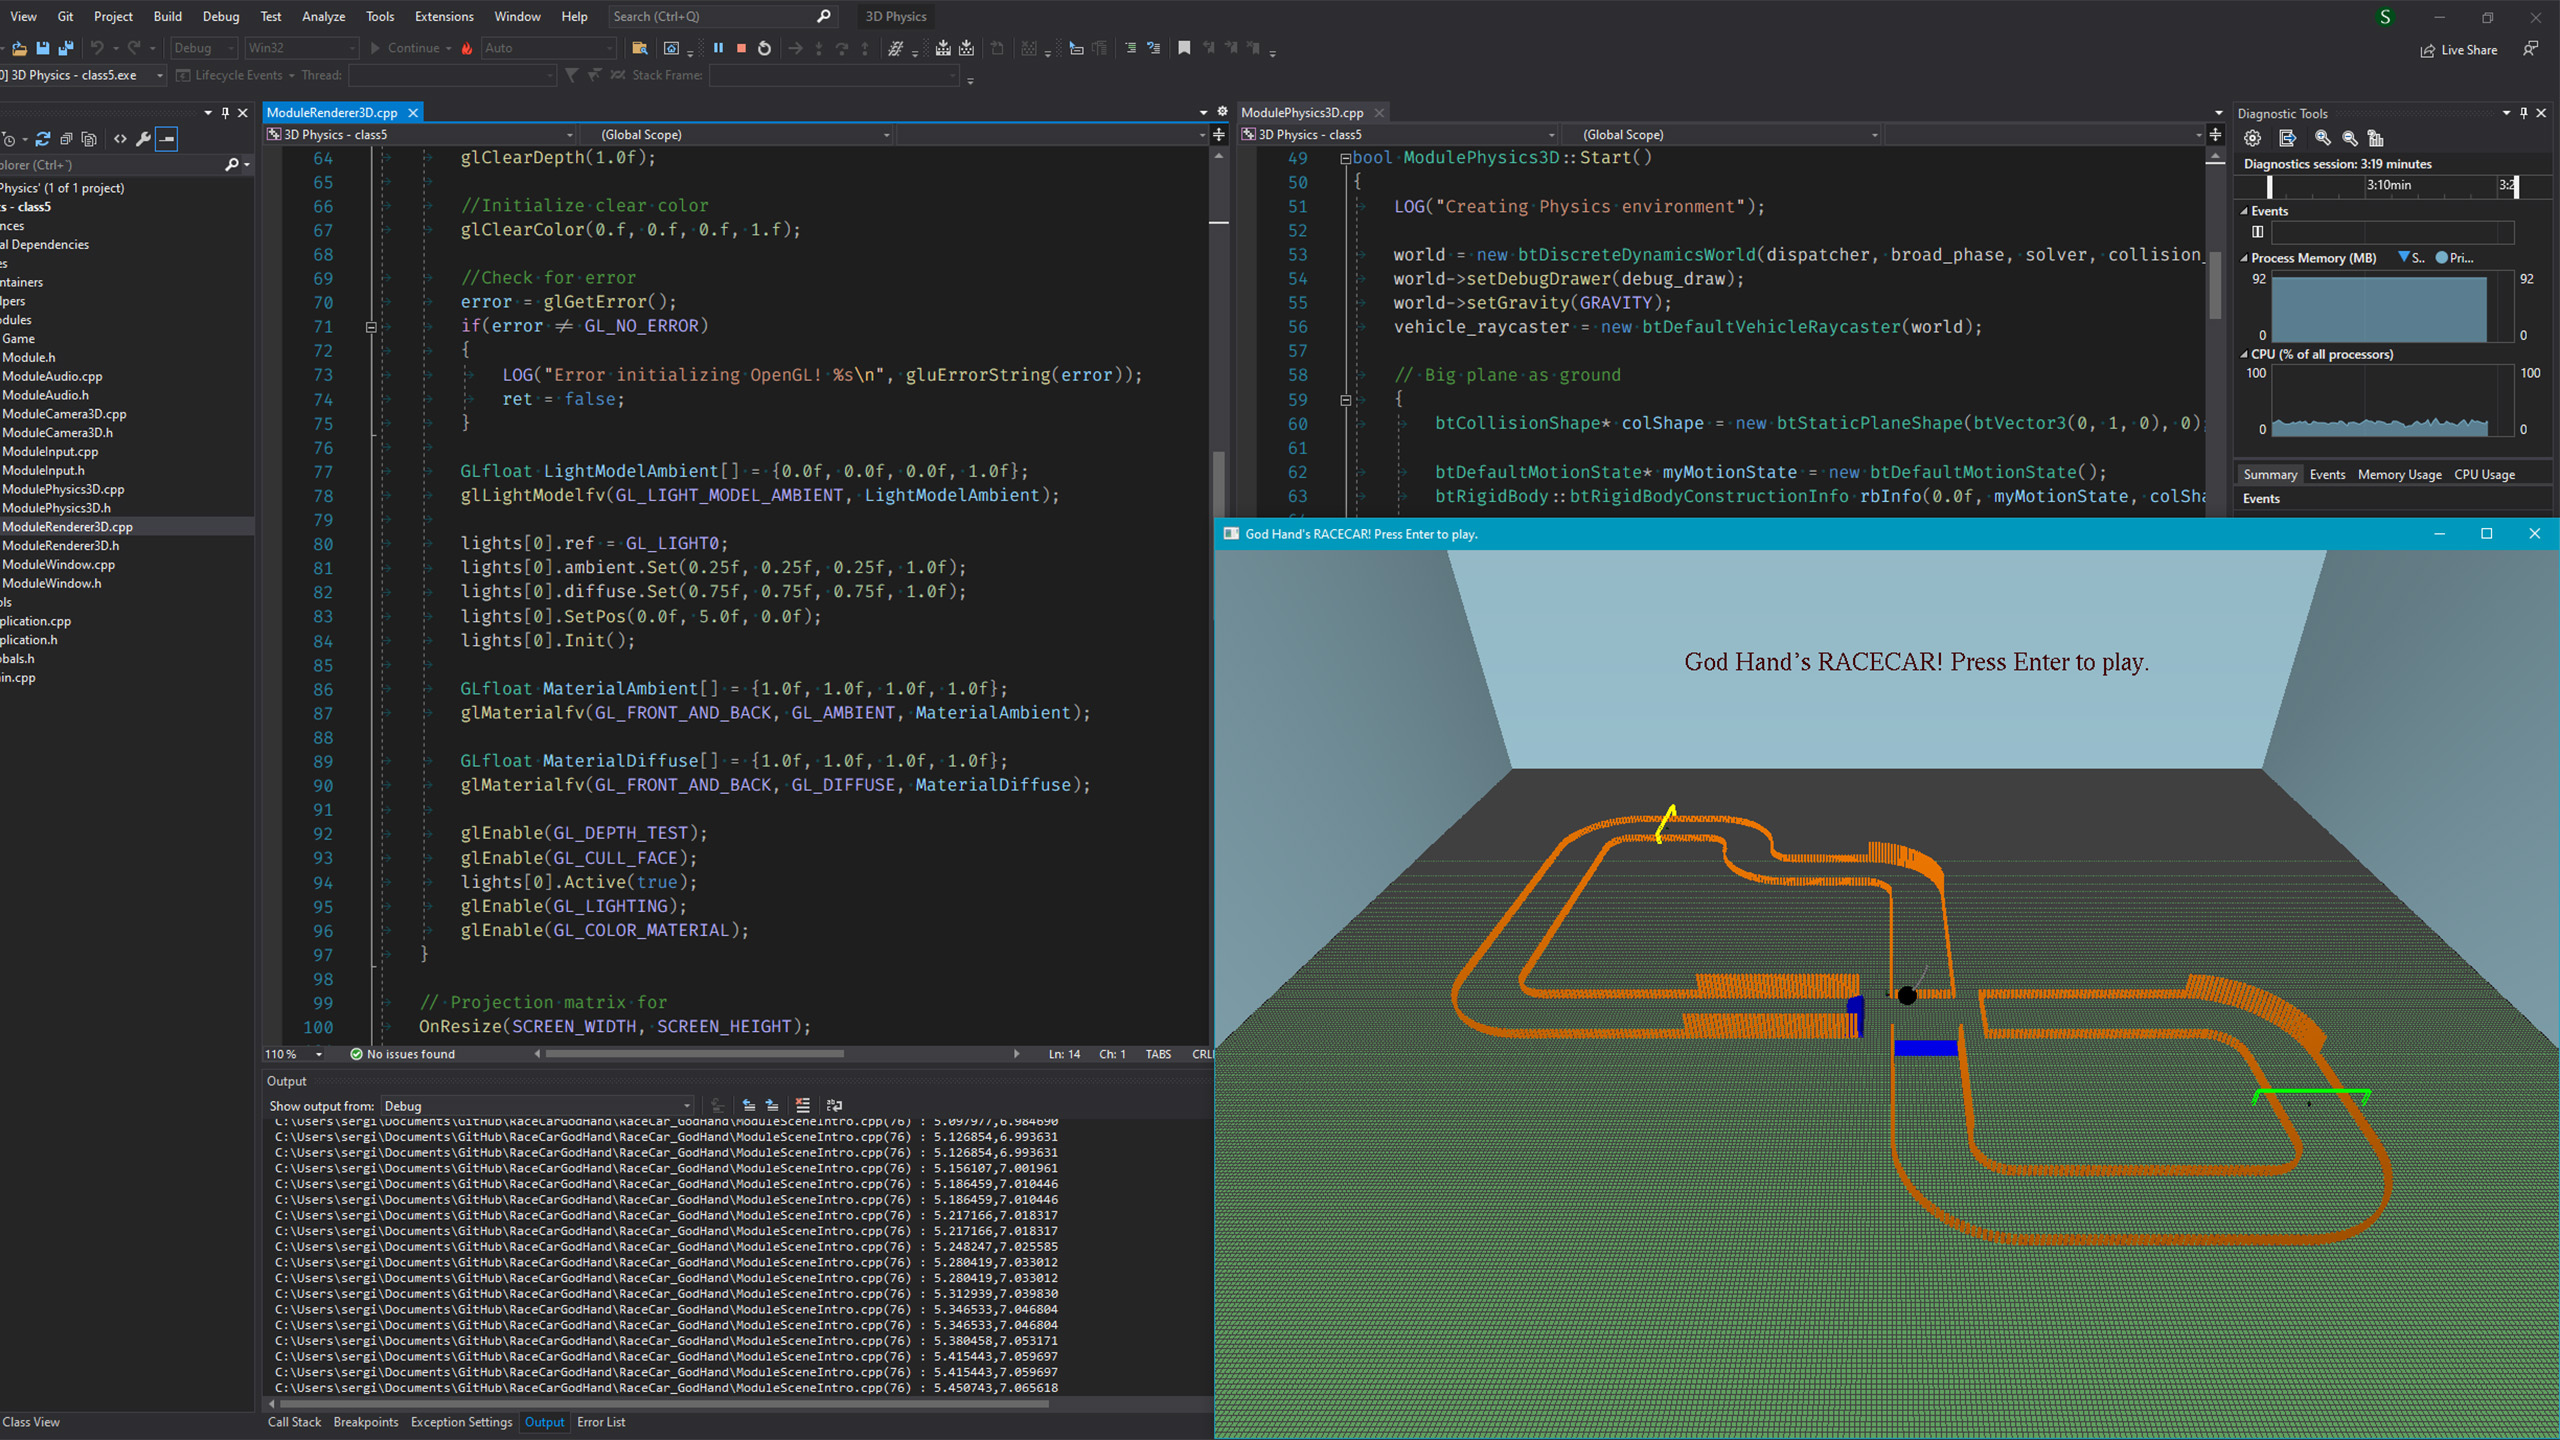 View Git Project Build Debug Test Analyze Tools Extensions Window Help Search (Ctrl+Q) 3D Physics S
Debug Win32 Continue Auto Live Share
3D Physics - class5.exe Lifecycle Events Thread: Stack Frame:
ModuleRenderer3D.cpp
3D Physics - class5 (Global Scope)
plorer (Ctrl+¨)
Physics' (1 of 1 project)
s - class5
nces
al Dependencies
es
ntainers
lpers
dules
Game
Module.h
ModuleAudio.cpp
ModuleAudio.h
ModuleCamera3D.cpp
ModuleCamera3D.h
ModuleInput.cpp
ModuleInput.h
ModulePhysics3D.cpp
ModulePhysics3D.h
ModuleRenderer3D.cpp
ModuleRenderer3D.h
ModuleWindow.cpp
ModuleWindow.h
ols
plication.cpp
plication.h
obals.h
in.cpp
Class View
64 glClearDepth(1.0f);
65
66 //Initialize clear color
67 glClearColor(0.f, 0.f, 0.f, 1.f);
68
69 //Check for error
70 error = glGetError();
71 if(error ≠ GL_NO_ERROR)
72 {
73 LOG("Error initializing OpenGL! %s\n", gluErrorString(error));
74 ret = false;
75 }
76
77 GLfloat LightModelAmbient[] = {0.0f, 0.0f, 0.0f, 1.0f};
78 glLightModelfv(GL_LIGHT_MODEL_AMBIENT, LightModelAmbient);
79
80 lights[0].ref = GL_LIGHT0;
81 lights[0].ambient.Set(0.25f, 0.25f, 0.25f, 1.0f);
82 lights[0].diffuse.Set(0.75f, 0.75f, 0.75f, 1.0f);
83 lights[0].SetPos(0.0f, 5.0f, 0.0f);
84 lights[0].Init();
85
86 GLfloat MaterialAmbient[] = {1.0f, 1.0f, 1.0f, 1.0f};
87 glMaterialfv(GL_FRONT_AND_BACK, GL_AMBIENT, MaterialAmbient);
88
89 GLfloat MaterialDiffuse[] = {1.0f, 1.0f, 1.0f, 1.0f};
90 glMaterialfv(GL_FRONT_AND_BACK, GL_DIFFUSE, MaterialDiffuse);
91
92 glEnable(GL_DEPTH_TEST);
93 glEnable(GL_CULL_FACE);
94 lights[0].Active(true);
95 glEnable(GL_LIGHTING);
96 glEnable(GL_COLOR_MATERIAL);
97 }
98
99 // Projection matrix for
100 OnResize(SCREEN_WIDTH, SCREEN_HEIGHT);
110 % No issues found Ln: 14 Ch: 1 TABS CRL
Output
Show output from: Debug
C:\Users\sergi\Documents\GitHub\RaceCarGodHand\RaceCar_GodHand\ModuleSceneIntro.cpp(76) : 5.097977,6.984690
C:\Users\sergi\Documents\GitHub\RaceCarGodHand\RaceCar_GodHand\ModuleSceneIntro.cpp(76) : 5.126854,6.993631
C:\Users\sergi\Documents\GitHub\RaceCarGodHand\RaceCar_GodHand\ModuleSceneIntro.cpp(76) : 5.126854,6.993631
C:\Users\sergi\Documents\GitHub\RaceCarGodHand\RaceCar_GodHand\ModuleSceneIntro.cpp(76) : 5.156107,7.001961
C:\Users\sergi\Documents\GitHub\RaceCarGodHand\RaceCar_GodHand\ModuleSceneIntro.cpp(76) : 5.186459,7.010446
C:\Users\sergi\Documents\GitHub\RaceCarGodHand\RaceCar_GodHand\ModuleSceneIntro.cpp(76) : 5.186459,7.010446
C:\Users\sergi\Documents\GitHub\RaceCarGodHand\RaceCar_GodHand\ModuleSceneIntro.cpp(76) : 5.217166,7.018317
C:\Users\sergi\Documents\GitHub\RaceCarGodHand\RaceCar_GodHand\ModuleSceneIntro.cpp(76) : 5.217166,7.018317
C:\Users\sergi\Documents\GitHub\RaceCarGodHand\RaceCar_GodHand\ModuleSceneIntro.cpp(76) : 5.248247,7.025585
C:\Users\sergi\Documents\GitHub\RaceCarGodHand\RaceCar_GodHand\ModuleSceneIntro.cpp(76) : 5.280419,7.033012
C:\Users\sergi\Documents\GitHub\RaceCarGodHand\RaceCar_GodHand\ModuleSceneIntro.cpp(76) : 5.280419,7.033012
C:\Users\sergi\Documents\GitHub\RaceCarGodHand\RaceCar_GodHand\ModuleSceneIntro.cpp(76) : 5.312939,7.039830
C:\Users\sergi\Documents\GitHub\RaceCarGodHand\RaceCar_GodHand\ModuleSceneIntro.cpp(76) : 5.346533,7.046804
C:\Users\sergi\Documents\GitHub\RaceCarGodHand\RaceCar_GodHand\ModuleSceneIntro.cpp(76) : 5.346533,7.046804
C:\Users\sergi\Documents\GitHub\RaceCarGodHand\RaceCar_GodHand\ModuleSceneIntro.cpp(76) : 5.380458,7.053171
C:\Users\sergi\Documents\GitHub\RaceCarGodHand\RaceCar_GodHand\ModuleSceneIntro.cpp(76) : 5.415443,7.059697
C:\Users\sergi\Documents\GitHub\RaceCarGodHand\RaceCar_GodHand\ModuleSceneIntro.cpp(76) : 5.415443,7.059697
C:\Users\sergi\Documents\GitHub\RaceCarGodHand\RaceCar_GodHand\ModuleSceneIntro.cpp(76) : 5.450743,7.065618
Call Stack Breakpoints Exception Settings Output Error List
ModulePhysics3D.cpp
3D Physics - class5 (Global Scope)
49 bool ModulePhysics3D::Start()
50 {
51 LOG("Creating Physics environment");
52
53 world = new btDiscreteDynamicsWorld(dispatcher, broad_phase, solver, collision_
54 world->setDebugDrawer(debug_draw);
55 world->setGravity(GRAVITY);
56 vehicle_raycaster = new btDefaultVehicleRaycaster(world);
57
58 // Big plane as ground
59 {
60 btCollisionShape* colShape = new btStaticPlaneShape(btVector3(0, 1, 0), 0)
61
62 btDefaultMotionState* myMotionState = new btDefaultMotionState();
63 btRigidBody::btRigidBodyConstructionInfo rbInfo(0.0f, myMotionState, colSha
Diagnostic Tools
Diagnostics session: 3:19 minutes
3:10min 3:2
Events
Process Memory (MB) S.. Pri...
92 92
0 0
CPU (% of all processors)
100 100
0 0
Summary Events Memory Usage CPU Usage
Events
God Hand's RACECAR! Press Enter to play.
God Hand's RACECAR! Press Enter to play.